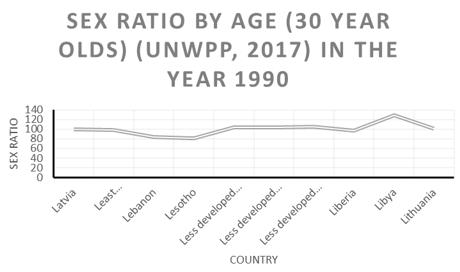 SEX RATIO BY AGE (30 YEAR
OLDS) (UNWPP, 2017) IN THE
YEAR 1990
SEX RATIO
140
120
100
80
60
40
20
0
Latvia
Least...
Lebanon
Lesotho
Less developed...
Less developed...
Less developed...
Liberia
Libya
Lithuania
COUNTRY